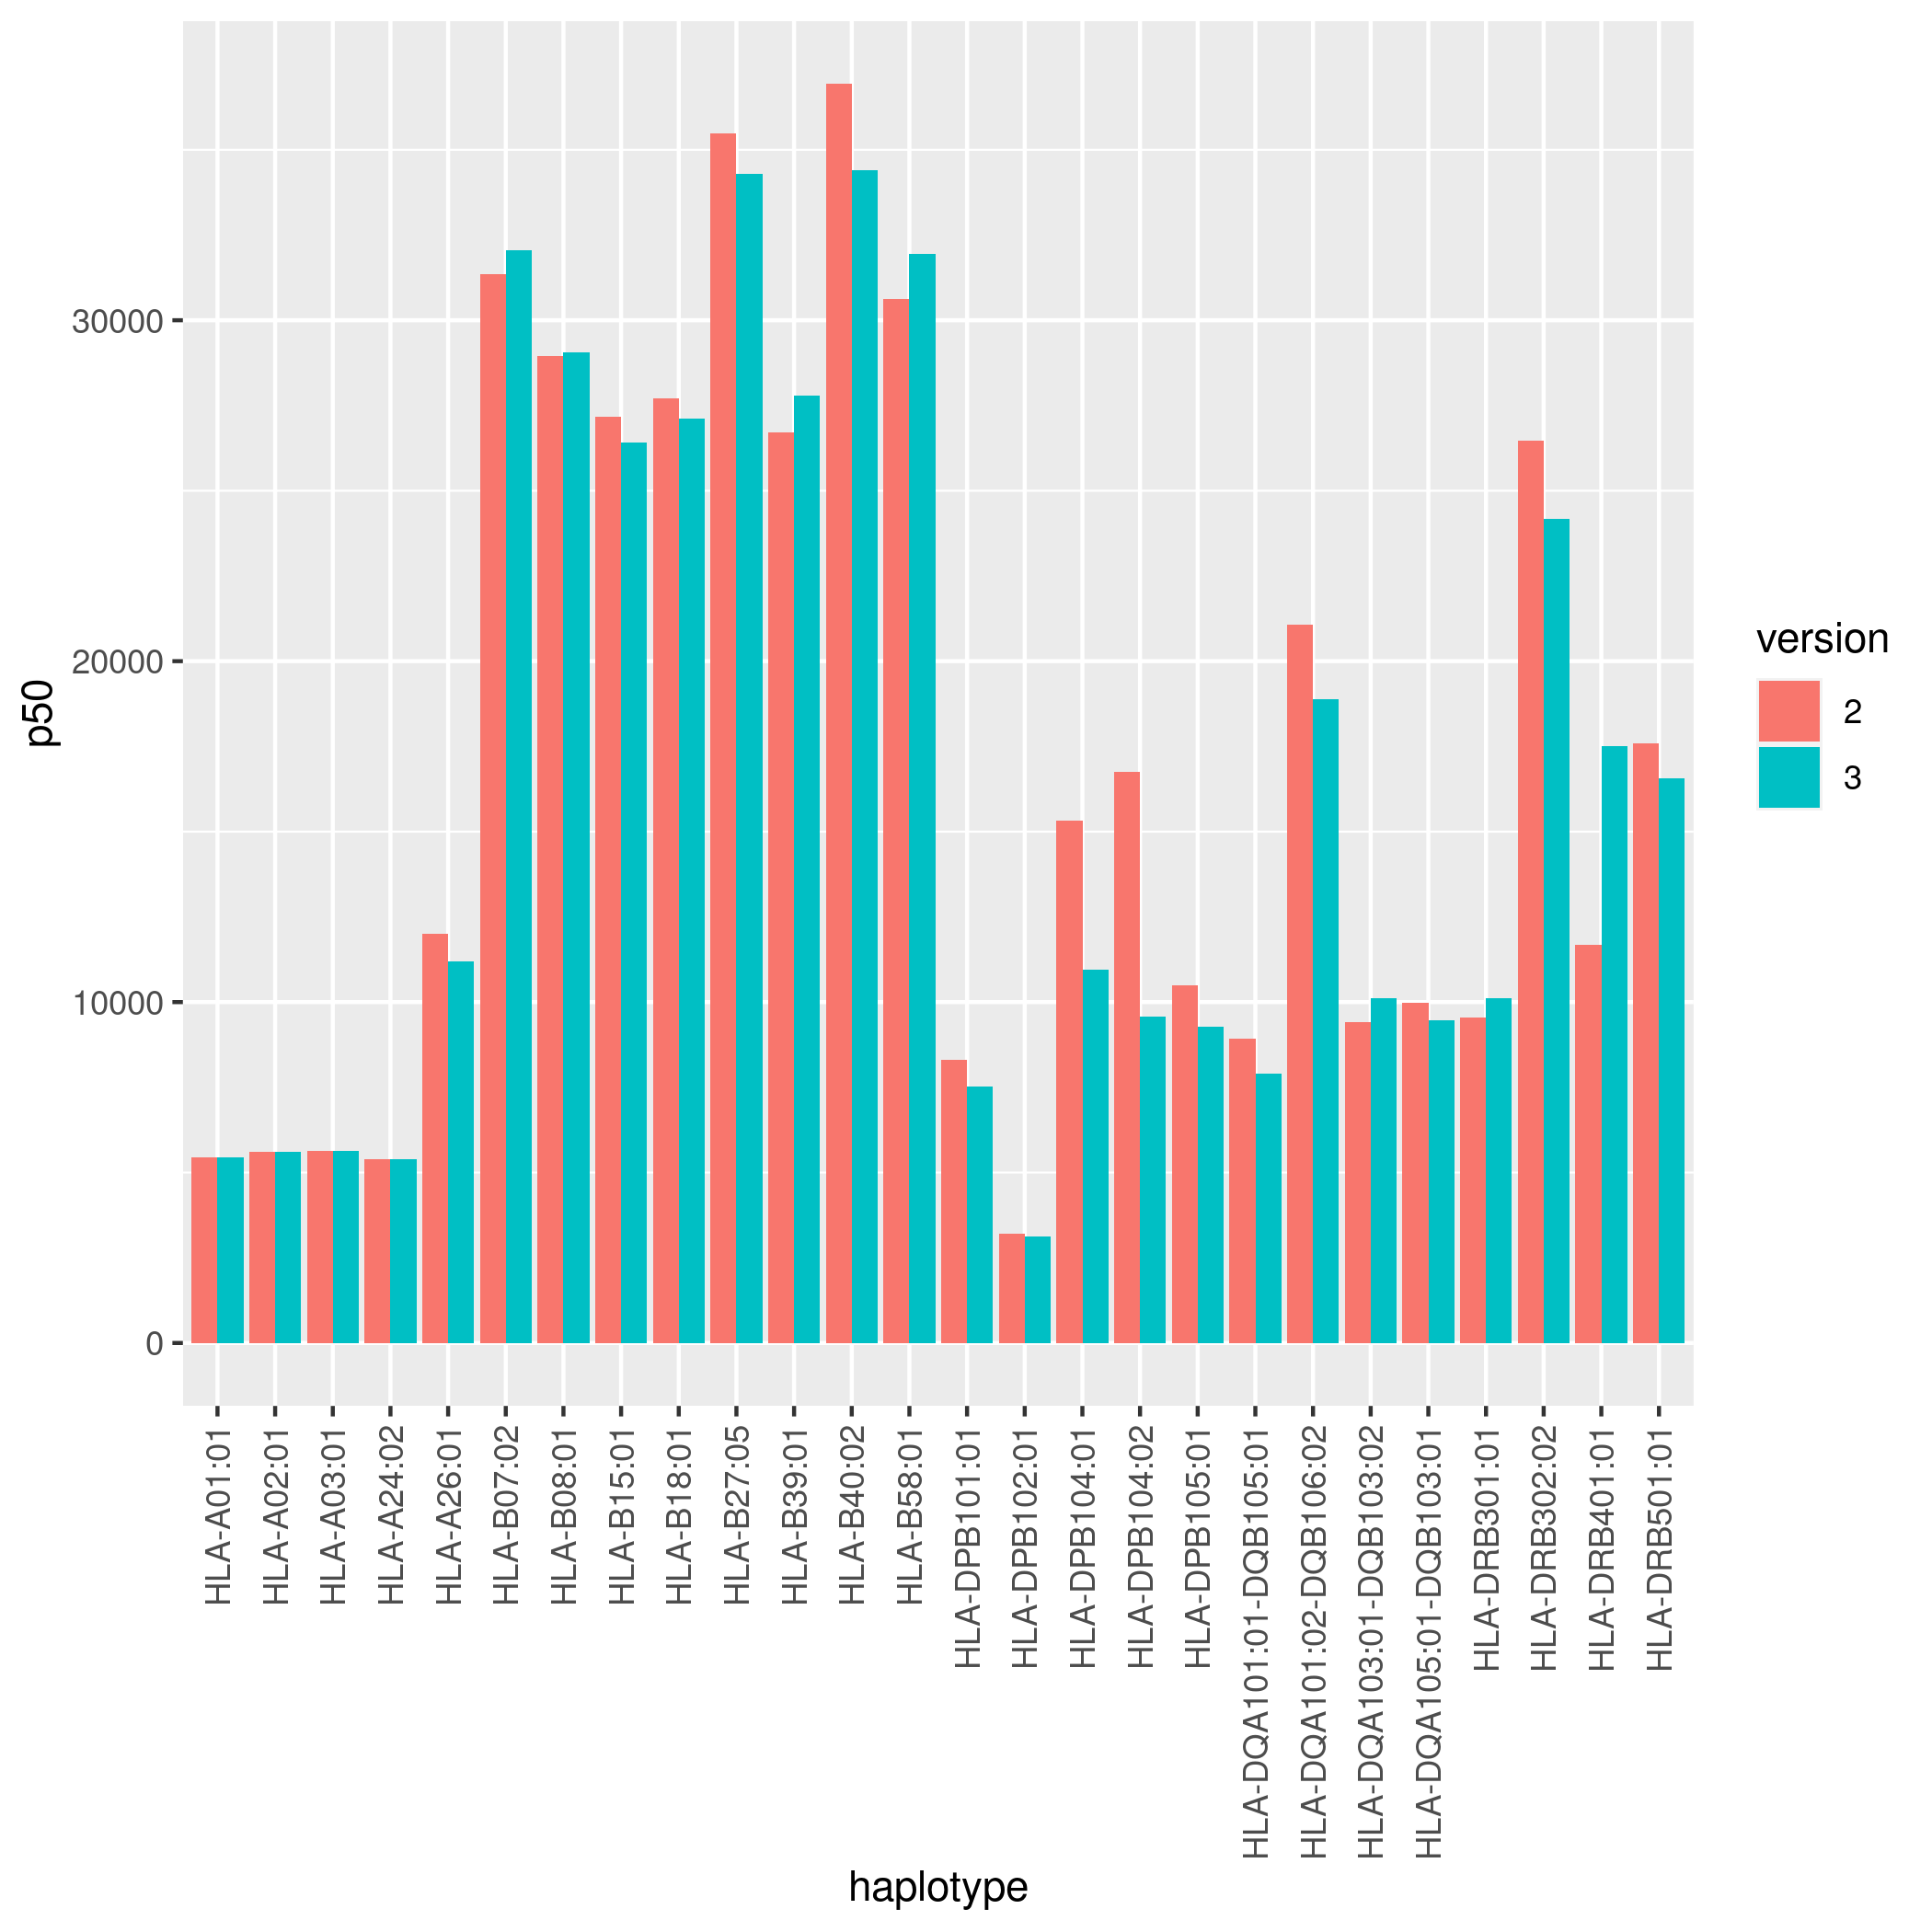 p50
30000
20000
10000
0
HLA-A01:01
HLA-A02:01
HLA-A03:01
HLA-A24:02
HLA-A26:01
HLA-B07:02
HLA-B08:01
HLA-B15:01
HLA-B18:01
HLA-B27:05
HLA-B39:01
HLA-B40:02
HLA-B58:01
HLA-DPB101:01
HLA-DPB102:01
HLA-DPB104:01
HLA-DPB104:02
HLA-DPB105:01
HLA-DQA101:01-DQB105:01
HLA-DQA101:02-DQB106:02
HLA-DQA103:01-DQB103:02
HLA-DQA105:01-DQB103:01
HLA-DRB301:01
HLA-DRB302:02
HLA-DRB401:01
HLA-DRB501:01
haplotype
version
2
3